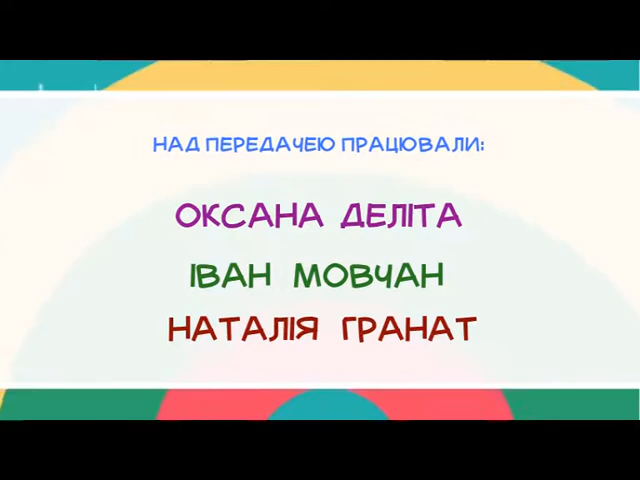 НАД ПЕРЕДАЧЕЮ ПРАЦЮВАЛИ:
ОКСАНА ДЕЛІТА
ІВАН МОВЧАН
НАТАЛІЯ ГРАНАТ